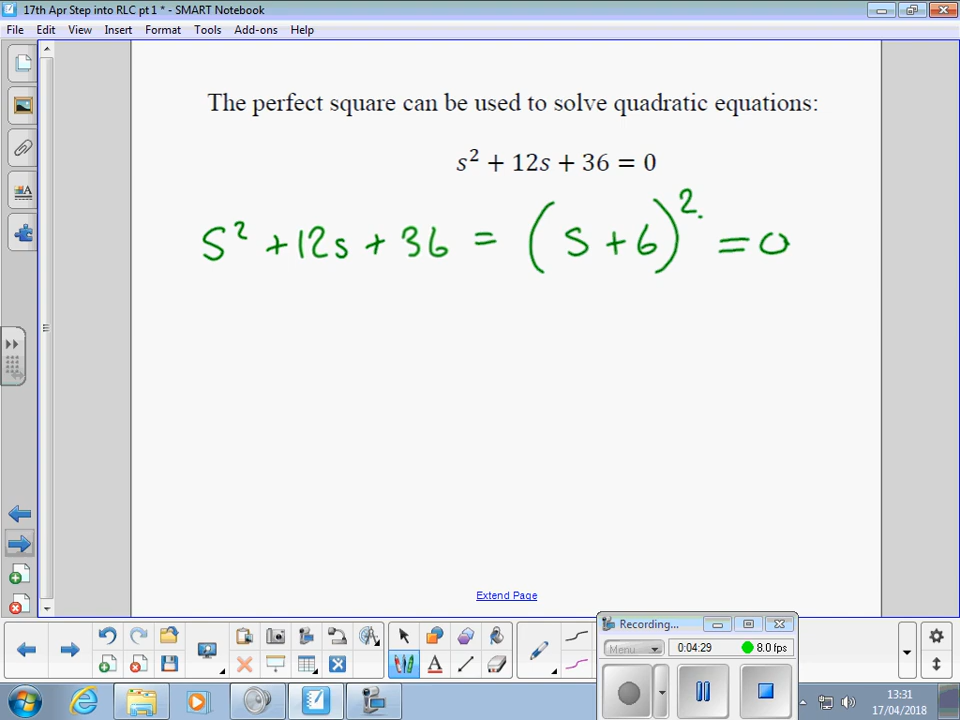 17th Apr Step into RLC pt 1 * - SMART Notebook
File Edit View Insert Format Tools Add-ons Help
The perfect square can be used to solve quadratic equations:
s² + 12s + 36 = 0
s² + 12s + 36 = (s + 6)². = 0
Extend Page
Recording...
Menu 0:04:29 8.0 fps
13:31
17/04/2018